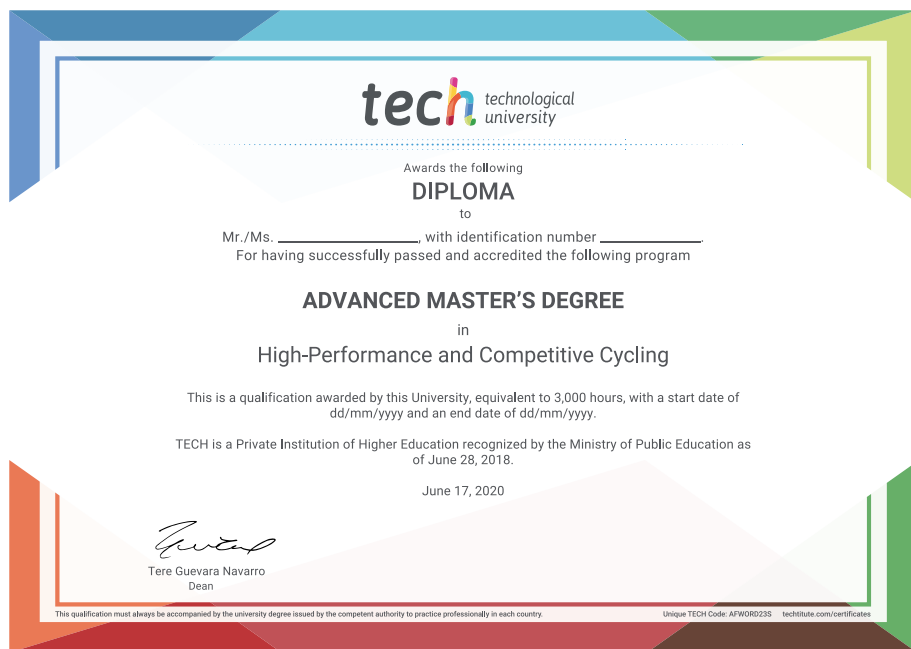 tech technological
university
Awards the following
DIPLOMA
to
Mr./Ms. ____________________, with identification number ______________.
For having successfully passed and accredited the following program
ADVANCED MASTER'S DEGREE
in
High-Performance and Competitive Cycling
This is a qualification awarded by this University, equivalent to 3,000 hours, with a start date of
dd/mm/yyyy and an end date of dd/mm/yyyy.
TECH is a Private Institution of Higher Education recognized by the Ministry of Public Education as
of June 28, 2018.
June 17, 2020
Tere Guevara Navarro
Dean
This qualification must always be accompanied by the university degree issued by the competent authority to practice professionally in each country.
Unique TECH Code: AFWORD23S techtitute.com/certificates